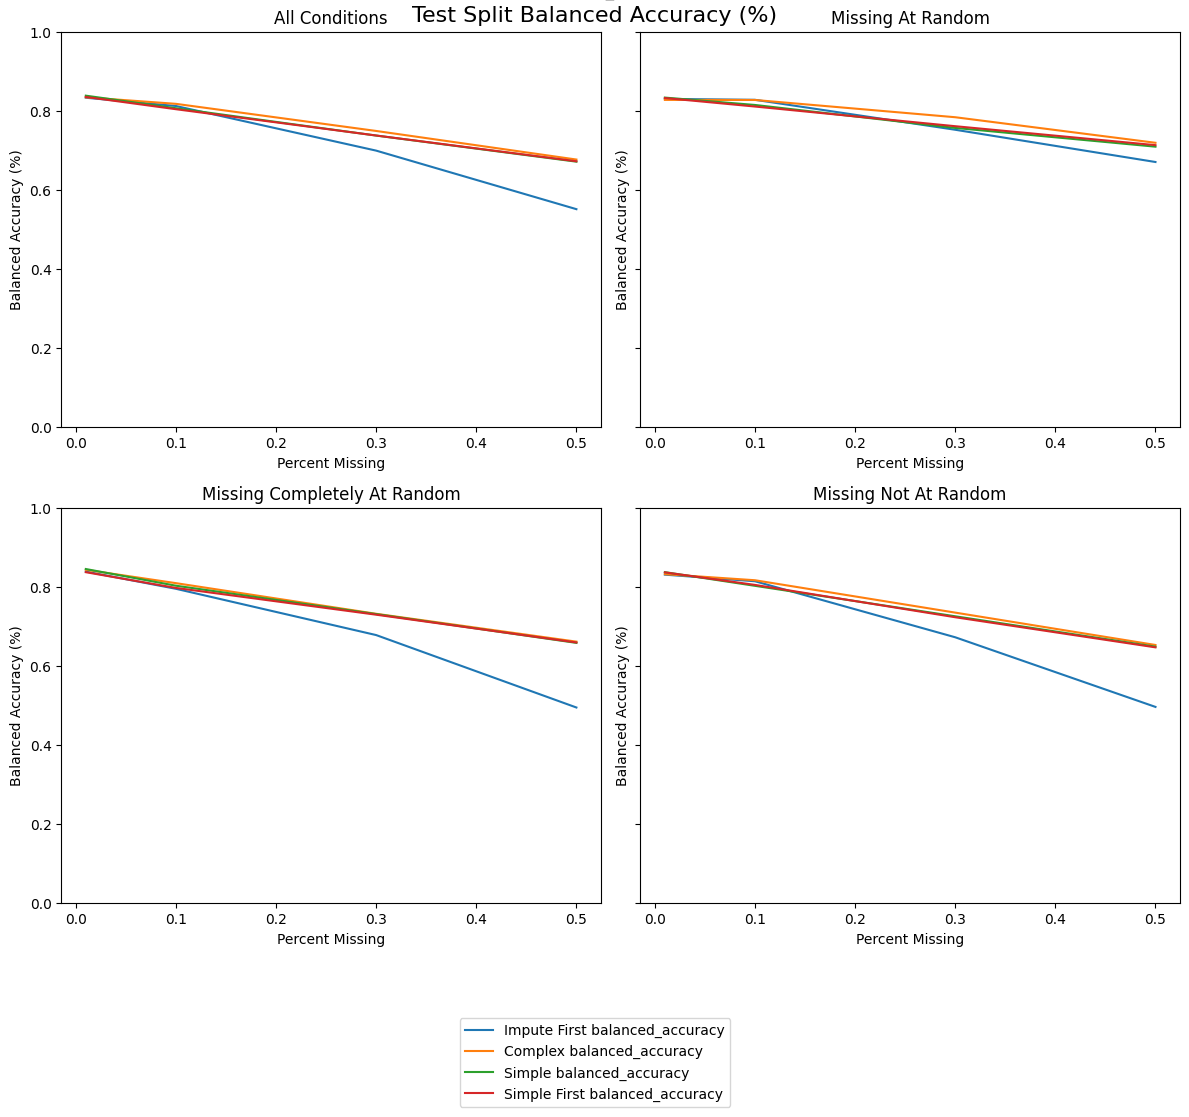 Test Split Balanced Accuracy (%)
All Conditions
1.0
0.8
0.6
0.4
0.2
0.0
Balanced Accuracy (%)
0.0 0.1 0.2 0.3 0.4 0.5
Percent Missing
Missing At Random
Balanced Accuracy (%)
0.0 0.1 0.2 0.3 0.4 0.5
Percent Missing
Missing Completely At Random
1.0
0.8
0.6
0.4
0.2
0.0
Balanced Accuracy (%)
0.0 0.1 0.2 0.3 0.4 0.5
Percent Missing
Missing Not At Random
Balanced Accuracy (%)
0.0 0.1 0.2 0.3 0.4 0.5
Percent Missing
Impute First balanced_accuracy
Complex balanced_accuracy
Simple balanced_accuracy
Simple First balanced_accuracy